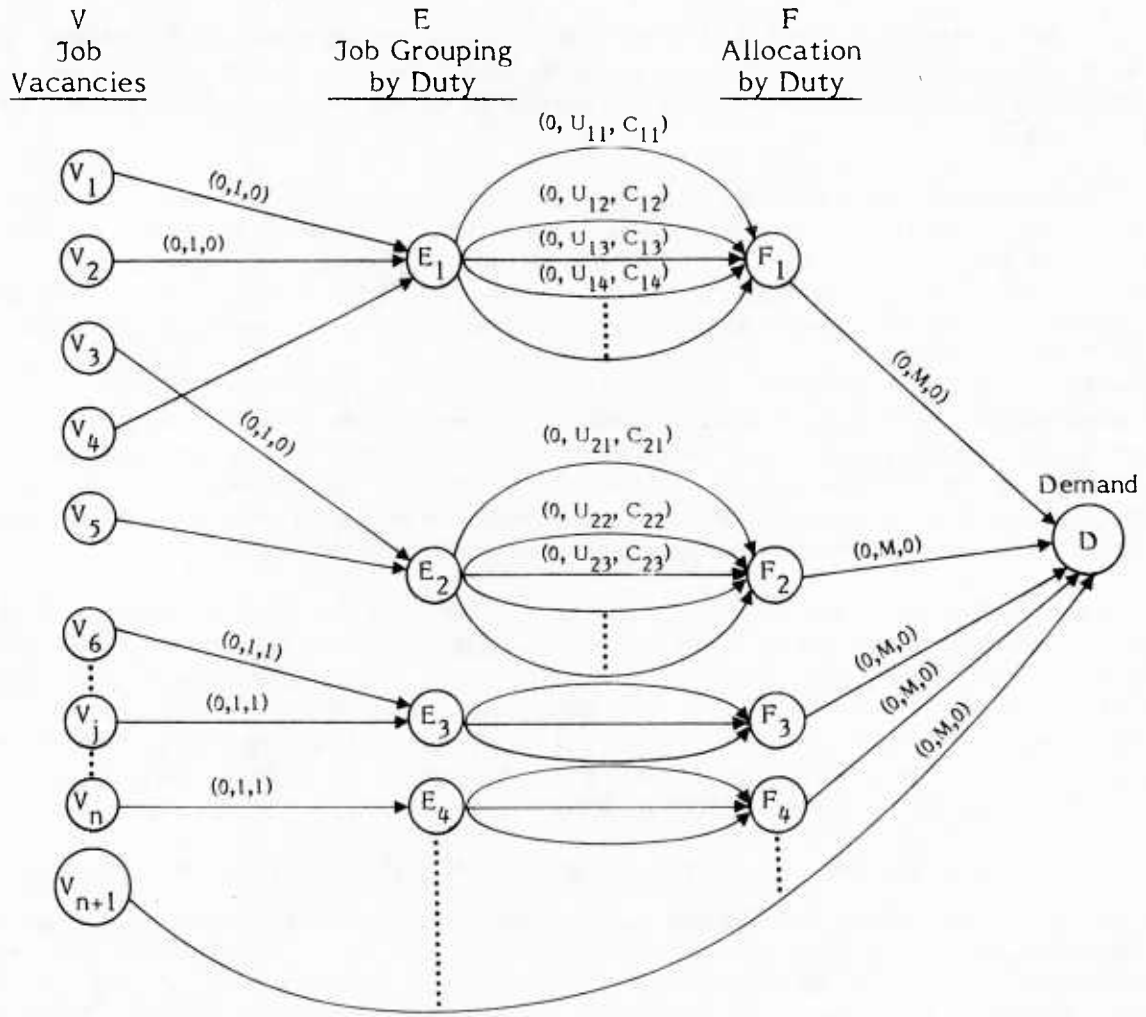 V
Job
Vacancies
E
Job Grouping
by Duty
F
Allocation
by Duty
(0, U11, C11)
V1
(0,1,0)
(0, U12, C12)
V2
(0,1,0)
E1
(0, U13, C13)
F1
(0, U14, C14)
V3
(0,M,0)
V4
(0,1,0)
(0, U21, C21)
Demand
V5
(0, U22, C22)
D
(0, U23, C23)
(0,M,0)
E2
F2
V6
(0,1,1)
(0,M,0)
Vj
(0,1,1)
E3
F3
(0,M,0)
(0,M,0)
Vn
(0,1,1)
E4
F4
Vn+1